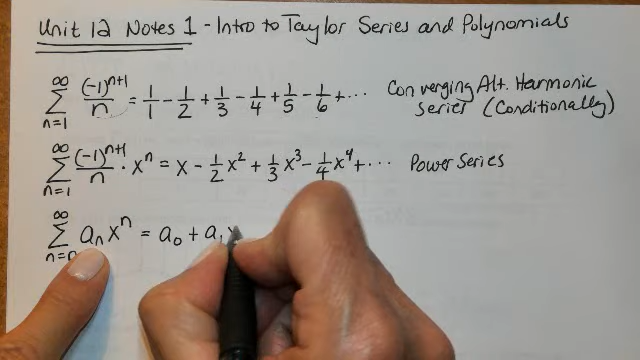 Unit 12 Notes 1 - Intro to Taylor Series and Polynomials
∞ Σ n=1 (-1)^(n+1)/n = 1/1 - 1/2 + 1/3 - 1/4 + 1/5 - 1/6 + ... Converging Alt. Harmonic Series (Conditionally)
∞ Σ n=1 (-1)^(n+1)/n · x^n = x - 1/2 x^2 + 1/3 x^3 - 1/4 x^4 + ... Power Series
∞ Σ n=0 a_n x^n = a_0 + a_1 x